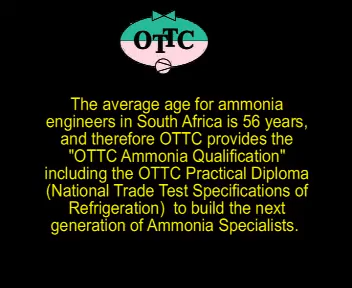 OTTC
The average age for ammonia
engineers in South Africa is 56 years,
and therefore OTTC provides the
"OTTC Ammonia Qualification"
including the OTTC Practical Diploma
(National Trade Test Specifications of
Refrigeration)  to build the next
generation of Ammonia Specialists.